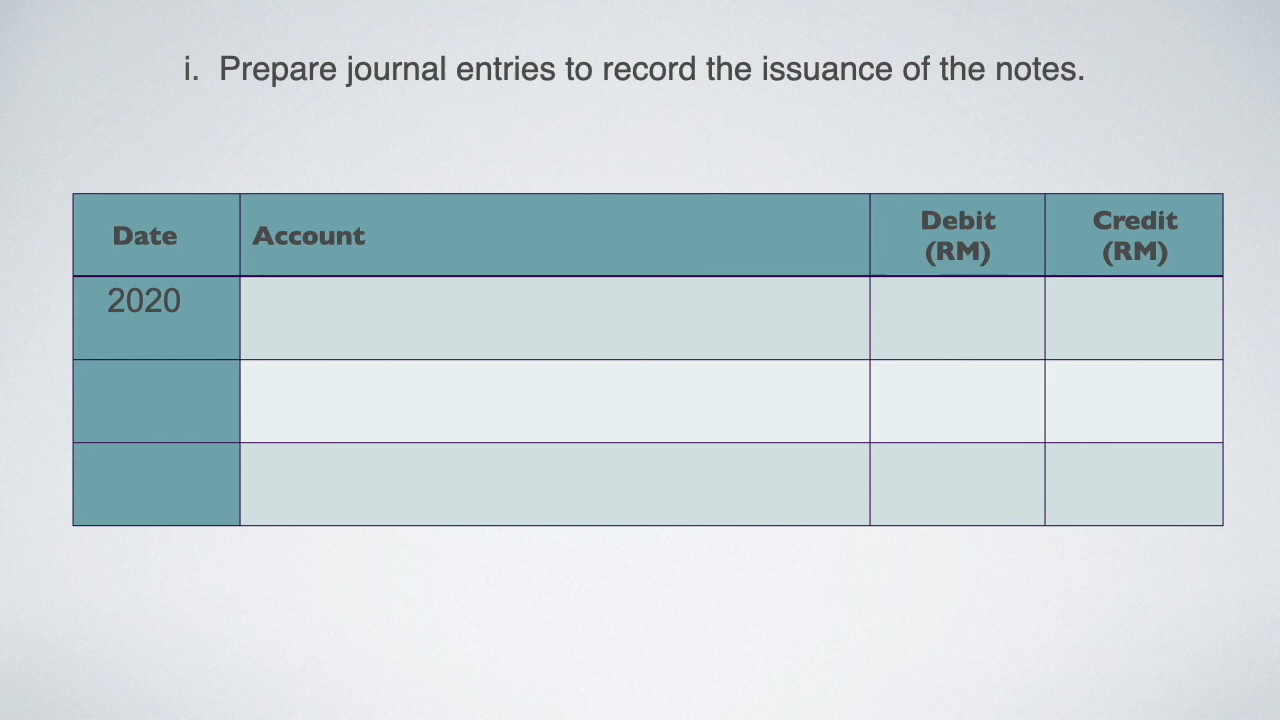 i. Prepare journal entries to record the issuance of the notes.
Date Account Debit (RM) Credit (RM)
2020